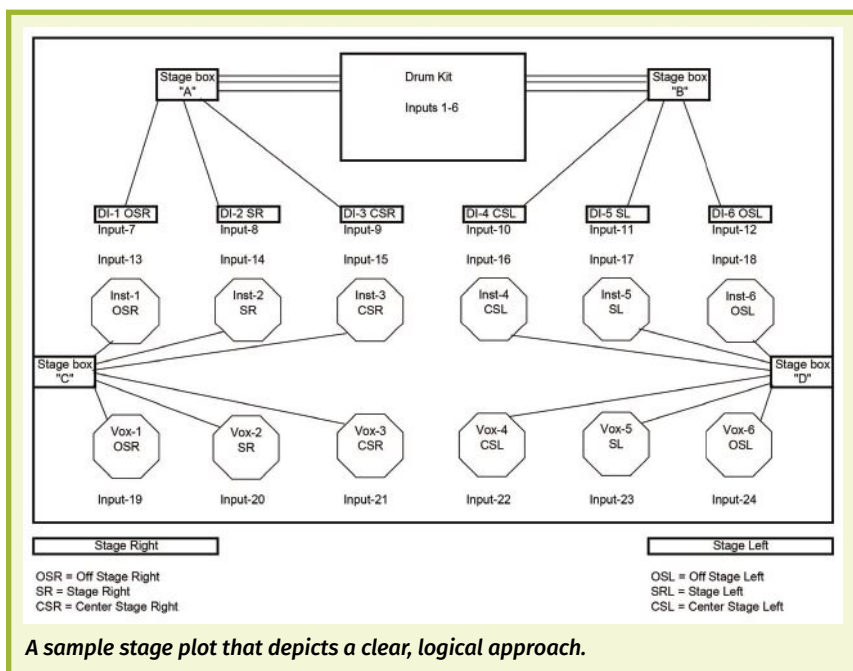 Stage box
"A"
Drum Kit
Inputs 1-6
Stage box
"B"
DI-1 OSR
DI-2 SR
DI-3 CSR
DI-4 CSL
DI-5 SL
DI-6 OSL
Input-7
Input-8
Input-9
Input-10
Input-11
Input-12
Input-13
Input-14
Input-15
Input-16
Input-17
Input-18
Inst-1
OSR
Inst-2
SR
Inst-3
CSR
Inst-4
CSL
Inst-5
SL
Inst-6
OSL
Stage box
"C"
Stage box
"D"
Vox-1
OSR
Vox-2
SR
Vox-3
CSR
Vox-4
CSL
Vox-5
SL
Vox-6
OSL
Input-19
Input-20
Input-21
Input-22
Input-23
Input-24
Stage Right
OSR = Off Stage Right
SR = Stage Right
CSR = Center Stage Right
Stage Left
OSL = Off Stage Left
SRL = Stage Left
CSL = Center Stage Left
A sample stage plot that depicts a clear, logical approach.